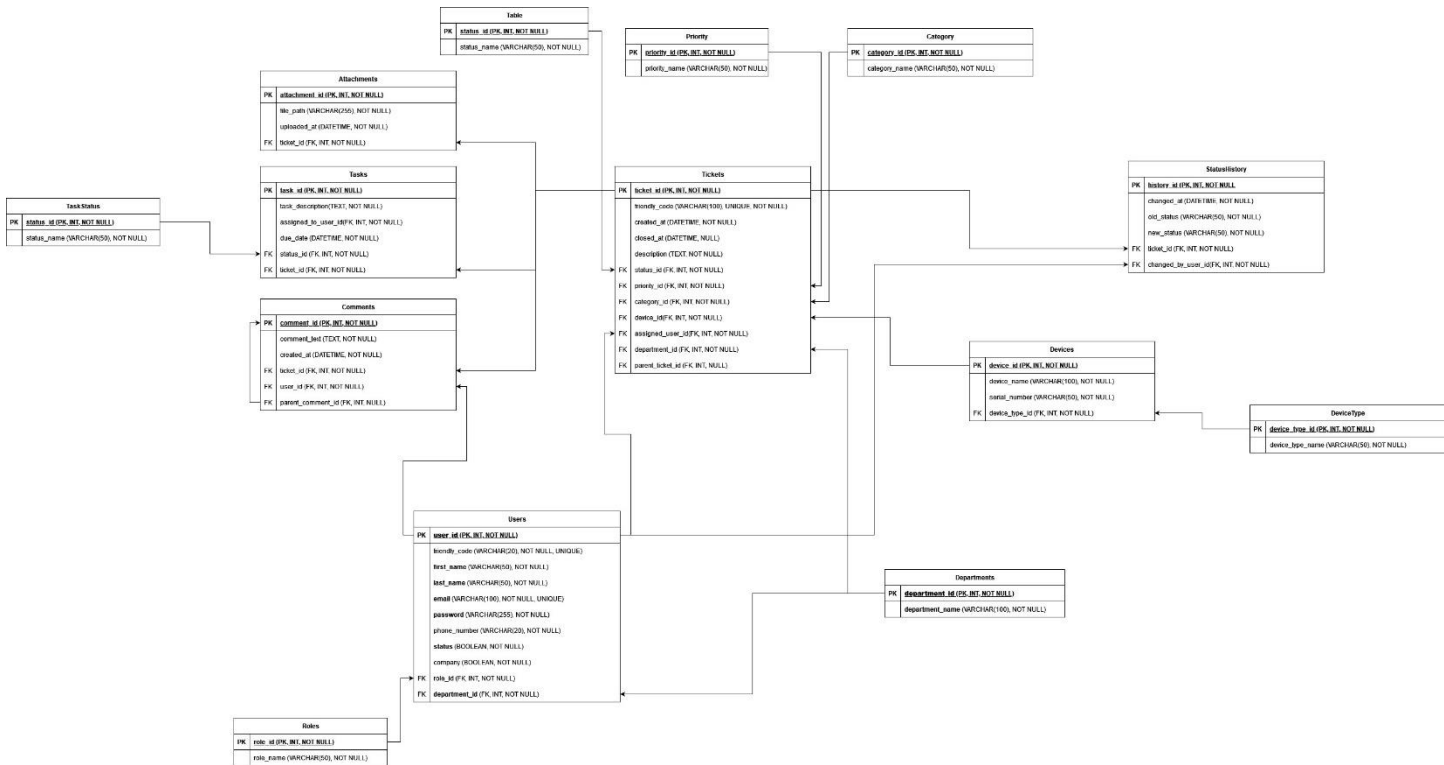 Table
PK status_id (PK, INT, NOT NULL)
status_name (VARCHAR(50), NOT NULL)
Priority
PK priority_id (PK, INT, NOT NULL)
priority_name (VARCHAR(50), NOT NULL)
Category
PK category_id (PK, INT, NOT NULL)
category_name (VARCHAR(50), NOT NULL)
Attachments
PK attachment_id (PK, INT, NOT NULL)
file_path (VARCHAR(255), NOT NULL)
uploaded_at (DATETIME, NOT NULL)
FK ticket_id (FK, INT, NOT NULL)
Tasks
PK task_id (PK, INT, NOT NULL)
task_description(TEXT, NOT NULL)
assigned_to_user_id(FK, INT, NOT NULL)
due_date (DATETIME, NOT NULL)
FK status_id (FK, INT, NOT NULL)
FK ticket_id (FK, INT, NOT NULL)
TaskStatus
PK status_id (PK, INT, NOT NULL)
status_name (VARCHAR(50), NOT NULL)
Comments
PK comment_id (PK, INT, NOT NULL)
comment_text (TEXT, NOT NULL)
created_at (DATETIME, NOT NULL)
FK ticket_id (FK, INT, NOT NULL)
FK user_id (FK, INT, NOT NULL)
FK parent_comment_id (FK, INT, NULL)
Tickets
PK ticket_id (PK, INT, NOT NULL)
friendly_code (VARCHAR(100), UNIQUE, NOT NULL)
created_at (DATETIME, NOT NULL)
closed_at (DATETIME, NULL)
description (TEXT, NOT NULL)
FK status_id (FK, INT, NOT NULL)
FK priority_id (FK, INT, NOT NULL)
FK category_id (FK, INT, NOT NULL)
FK device_id(FK, INT, NOT NULL)
FK assigned_user_id(FK, INT, NOT NULL)
FK department_id (FK, INT, NOT NULL)
FK parent_ticket_id (FK, INT, NULL)
StatusHistory
PK history_id (PK, INT, NOT NULL
changed_at (DATETIME, NOT NULL)
old_status (VARCHAR(50), NOT NULL)
new_status (VARCHAR(50), NOT NULL)
FK ticket_id (FK, INT, NOT NULL)
FK changed_by_user_id(FK, INT, NOT NULL)
Devices
PK device_id (PK, INT, NOT NULL)
device_name (VARCHAR(100), NOT NULL)
serial_number (VARCHAR(50), NOT NULL)
FK device_type_id (FK, INT, NOT NULL)
DeviceType
PK device_type_id (PK, INT, NOT NULL)
device_type_name (VARCHAR(50), NOT NULL)
Users
PK user_id (PK, INT, NOT NULL)
friendly_code (VARCHAR(20), NOT NULL, UNIQUE)
first_name (VARCHAR(50), NOT NULL)
last_name (VARCHAR(50), NOT NULL)
email (VARCHAR(100), NOT NULL, UNIQUE)
password (VARCHAR(255), NOT NULL)
phone_number (VARCHAR(20), NOT NULL)
status (BOOLEAN, NOT NULL)
company (BOOLEAN, NOT NULL)
FK role_id (FK, INT, NOT NULL)
FK department_id (FK, INT, NOT NULL)
Departments
PK department_id (PK, INT, NOT NULL)
department_name (VARCHAR(100), NOT NULL)
Roles
PK role_id (PK, INT, NOT NULL)
role_name (VARCHAR(50), NOT NULL)